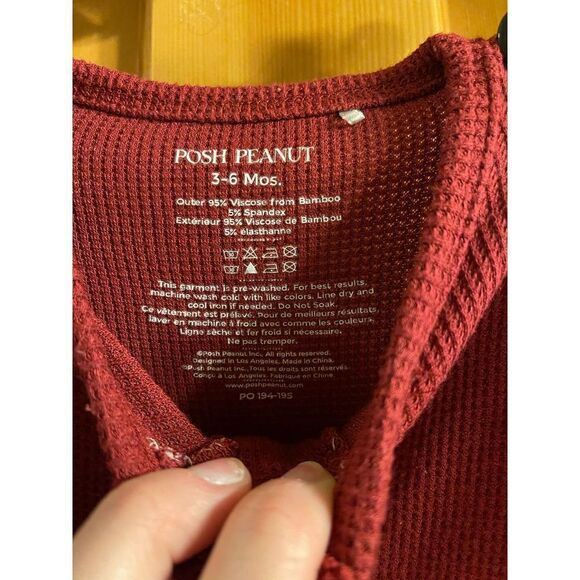 POSH PEANUT
3-6 Mos.
Outer 95% Viscose from Bamboo
5% Spandex
Extérieur 95% Viscose de Bambou
5% élasthanne
This garment is pre-washed. For best results,
machine wash cold with like colors. Line dry and
cool iron if needed. Do Not Soak.
Ce vêtement est prélavé. Pour de meilleurs résultats,
laver en machine à froid avec comme les couleurs.
Ligne sèche et fer froid si nécessaire.
Ne pas tremper.
©Posh Peanut Inc., All rights reserved.
Designed in Los Angeles. Made in China.
©Posh Peanut Inc., Tous les droits sont réservés.
Conçu à Los Angeles. Fabriqué en Chine.
www.poshpeanut.com
PO 194-195